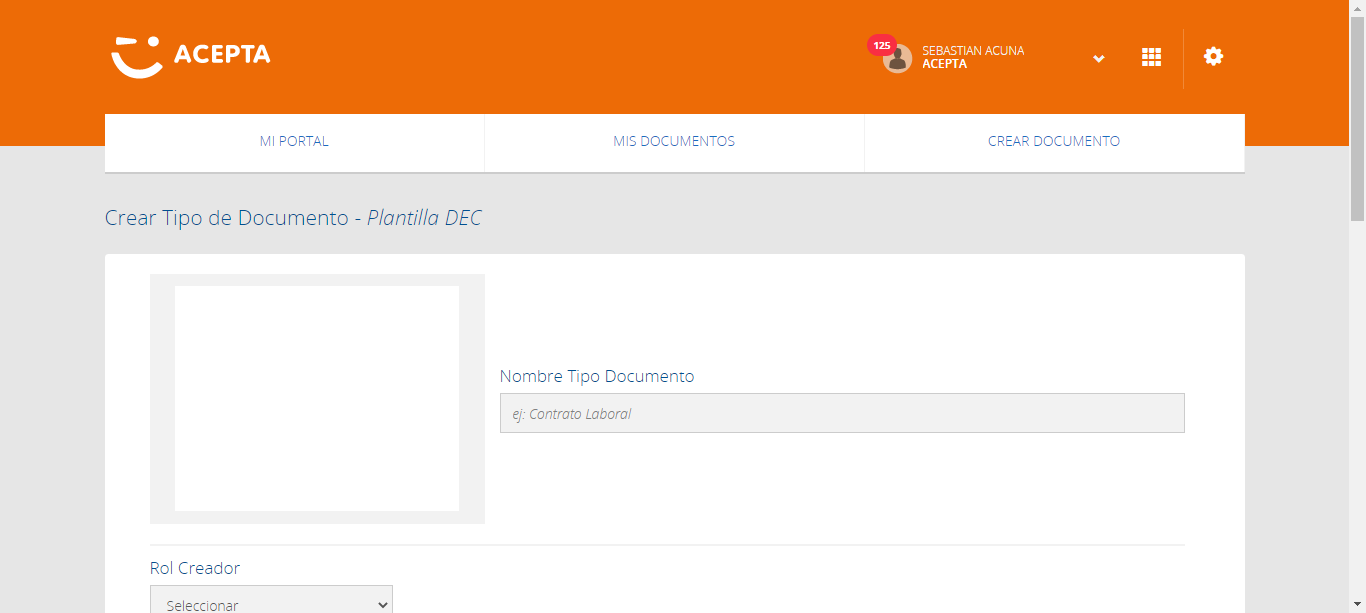 ACEPTA
125
SEBASTIAN ACUNA
ACEPTA
MI PORTAL
MIS DOCUMENTOS
CREAR DOCUMENTO
Crear Tipo de Documento - Plantilla DEC
Nombre Tipo Documento
ej: Contrato Laboral
Rol Creador
Seleccionar